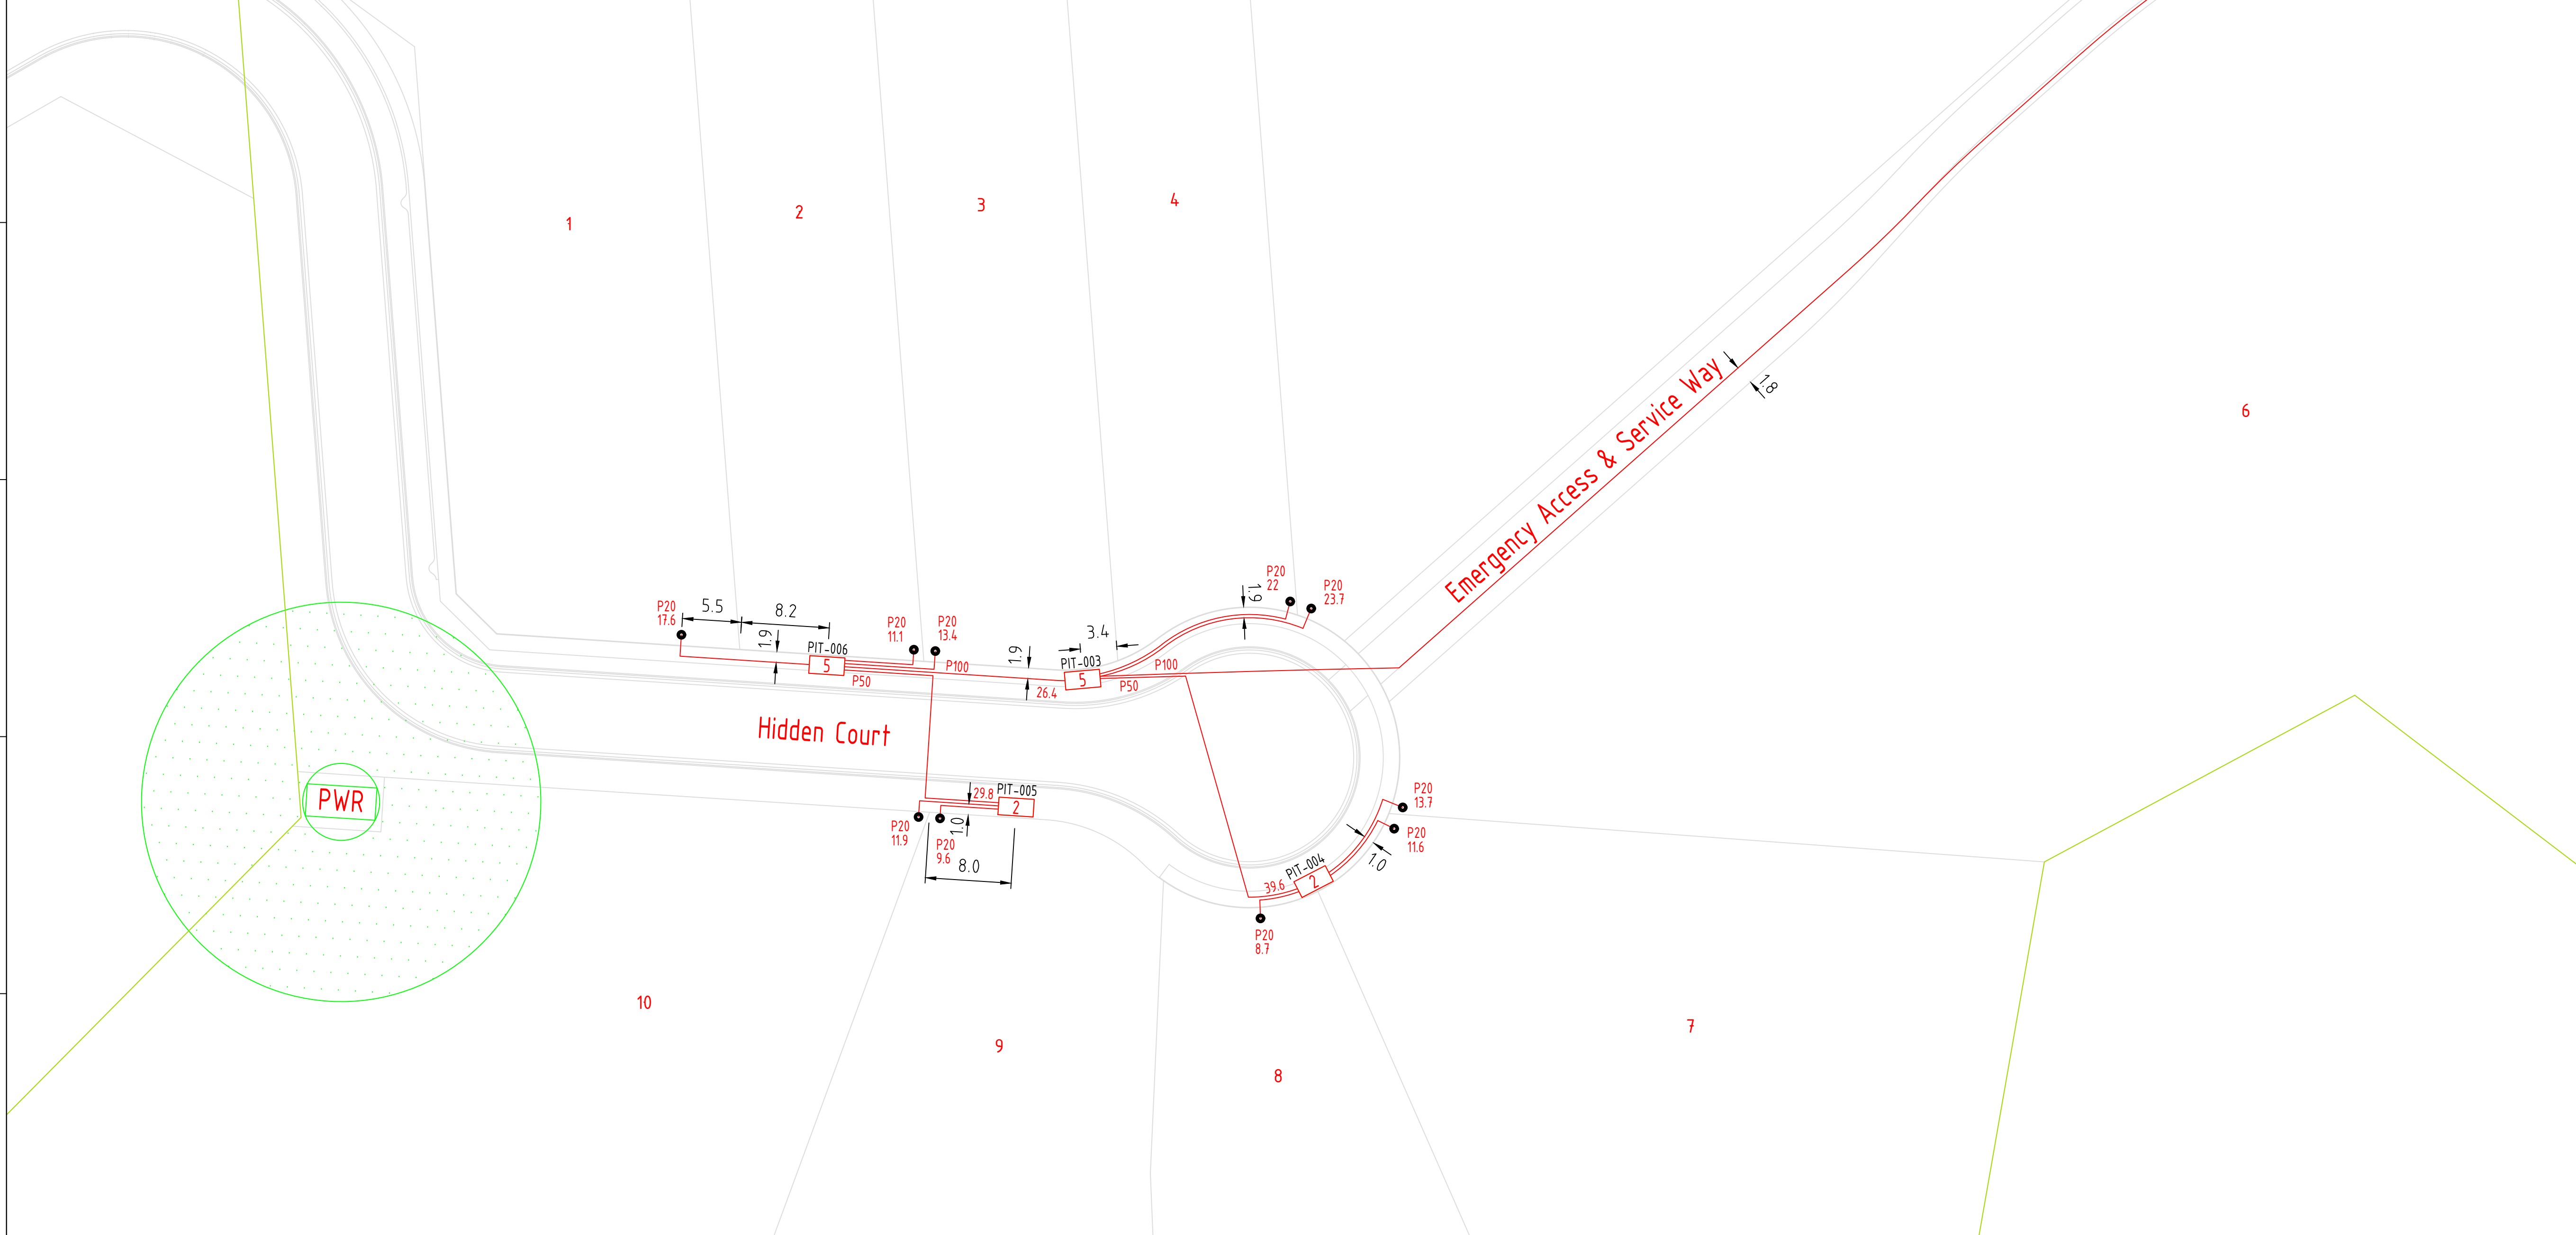 1
2
3
4
6
Emergency Access & Service Way
1.8
P20
17.6
5.5
8.2
1.9
PIT-006
5
P50
P20
11.1
P20
13.4
P100
1.9
26.4
3.4
PIT-003
5
P100
P50
1.9
P20
22
P20
23.7
Hidden Court
PWR
29.8
PIT-005
2
P20
11.9
P20
9.6
1.0
8.0
P20
13.7
P20
11.6
1.0
PIT-004
2
39.6
P20
8.7
10
9
8
7